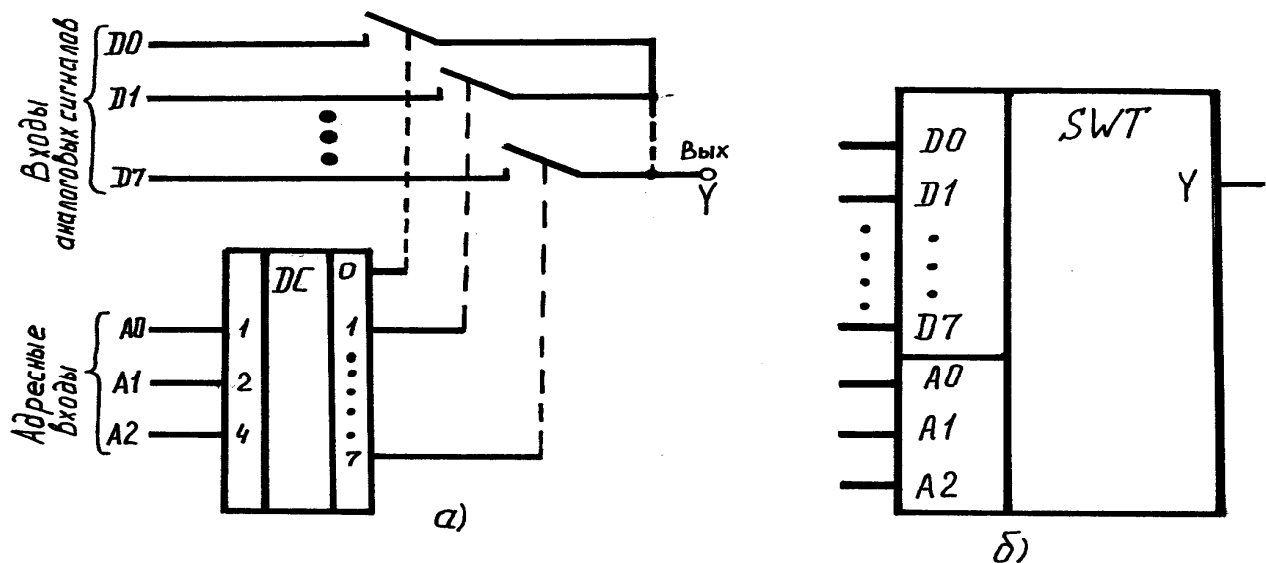 Входы
аналоговых сигналов
D0
D1
D7
Вых
Y
DC
0
1
7
1
2
4
Адресные
входы
A0
A1
A2
а)
SWT
D0
D1
D7
A0
A1
A2
Y
б)